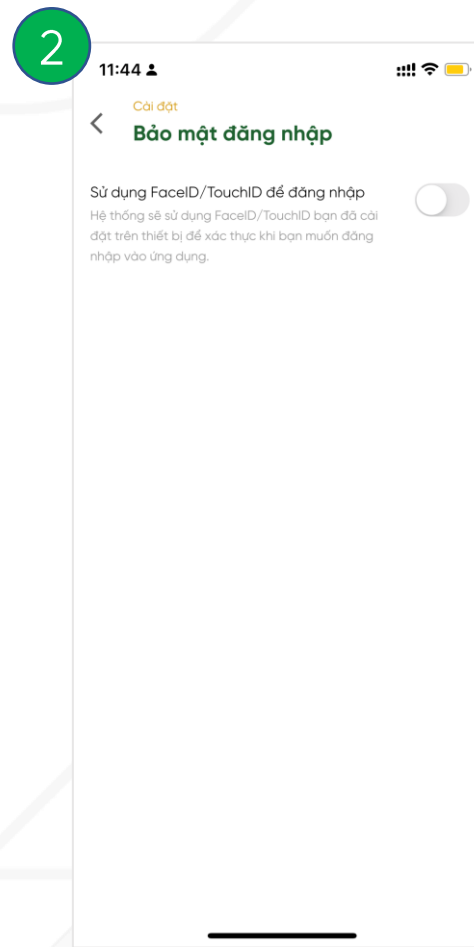 2
11:44
Cài đặt
Bảo mật đăng nhập
Sử dụng FaceID/TouchID để đăng nhập
Hệ thống sẽ sử dụng FaceID/TouchID bạn đã cài
đặt trên thiết bị để xác thực khi bạn muốn đăng
nhập vào ứng dụng.